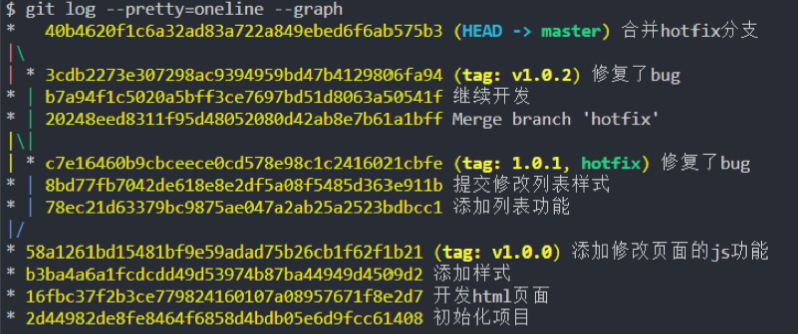 $ git log --pretty=oneline --graph
*   40b4620f1c6a32ad83a722a849ebed6f6ab575b3 (HEAD -> master) 合并hotfix分支
|\
| * 3cdb2273e307298ac9394959bd47b4129806fa94 (tag: v1.0.2) 修复了bug
* | b7a94f1c5020a5bff3ce7697bd51d8063a50541f 继续开发
* | 20248eed8311f95d48052080d42ab8e7b61a1bff Merge branch 'hotfix'
|\|
| * c7e16460b9cbceece0cd578e98c1c2416021cbfe (tag: 1.0.1, hotfix) 修复了bug
* | 8bd77fb7042de618e8e2df5a08f5485d363e911b 提交修改列表样式
* | 78ec21d63379bc9875ae047a2ab25a2523bdbcc1 添加列表功能
|/
* 58a1261bd15481bf9e59adad75b26cb1f62f1b21 (tag: v1.0.0) 添加修改页面的js功能
* b3ba4a6a1fcdcdd49d53974b87ba44949d4509d2 添加样式
* 16fbc37f2b3ce779824160107a08957671f8e2d7 开发html页面
* 2d44982de8fe8464f6858d4bdb05e6d9fcc61408 初始化项目